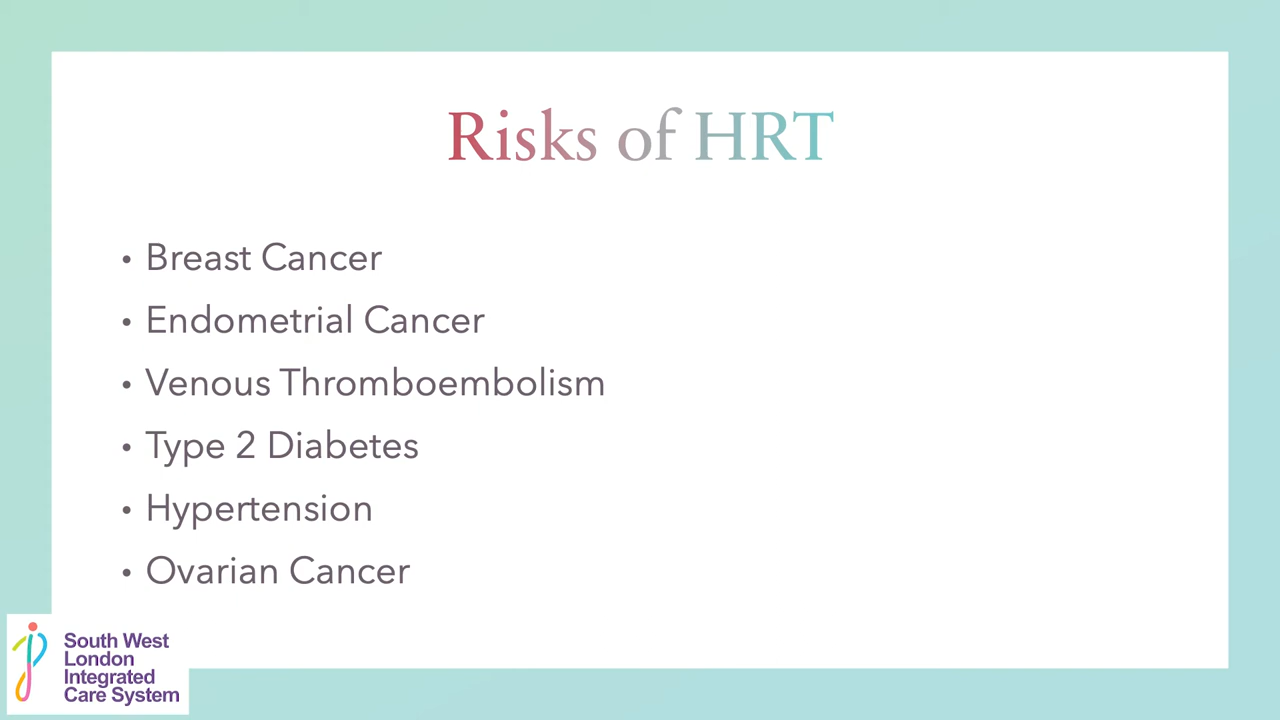 Risks of HRT
• Breast Cancer
• Endometrial Cancer
• Venous Thromboembolism
• Type 2 Diabetes
• Hypertension
• Ovarian Cancer
South West
London
Integrated
Care System